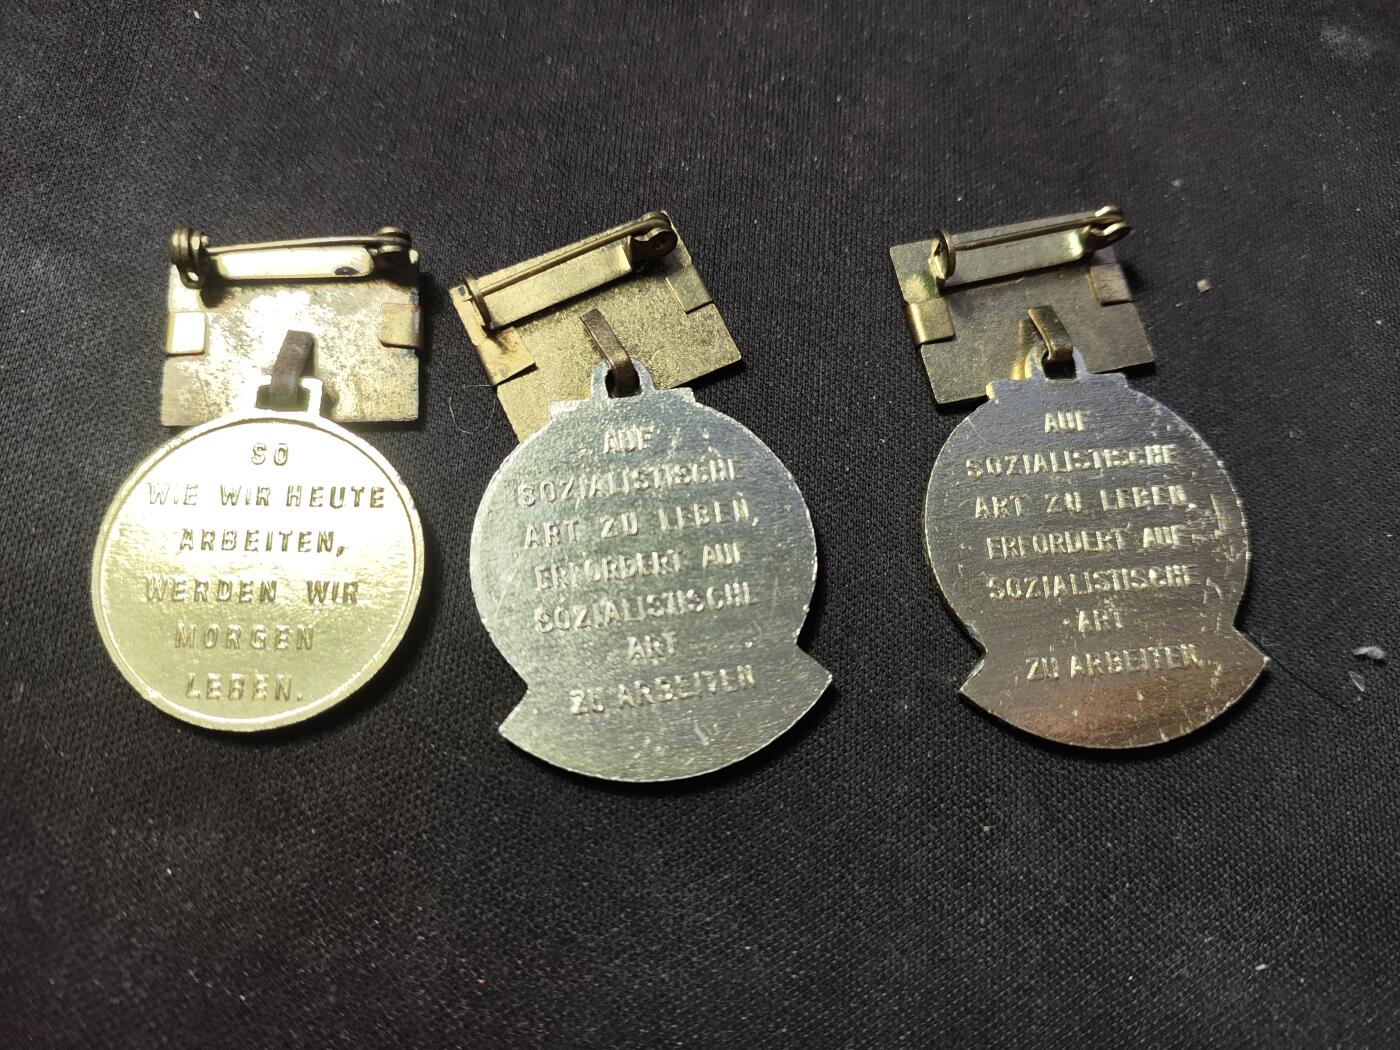 SO
WIE WIR HEUTE
ARBEITEN,
WERDEN WIR
MORGEN
LEBEN.
AUF
SOZIALISTISCHE
ART ZU LEBEN,
ERFORDERT AUF
SOZIALISTISCHE
ART
ZU ARBEITEN
AUF
SOZIALISTISCHE
ART ZU LEBEN,
ERFORDERT AUF
SOZIALISTISCHE
ART
ZU ARBEITEN